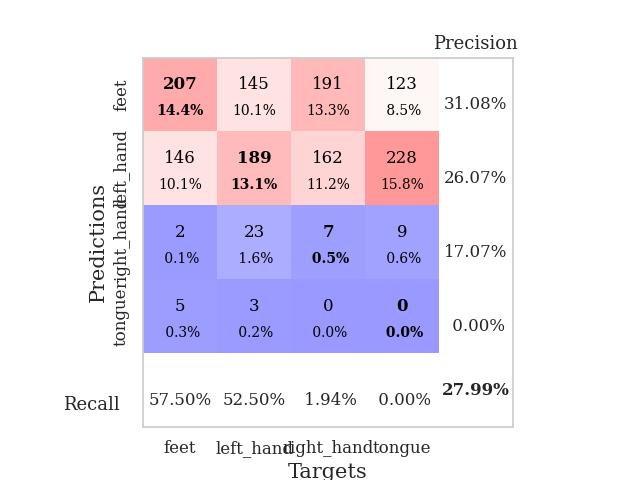 Precision
feet
207 145 191 123
14.4% 10.1% 13.3% 8.5%
31.08%
left_hand
146 189 162 228
10.1% 13.1% 11.2% 15.8%
26.07%
right_hand
2 23 7 9
0.1% 1.6% 0.5% 0.6%
17.07%
tongue
5 3 0 0
0.3% 0.2% 0.0% 0.0%
0.00%
Predictions
Recall
57.50% 52.50% 1.94% 0.00%
27.99%
feet left_hand right_hand tongue
Targets